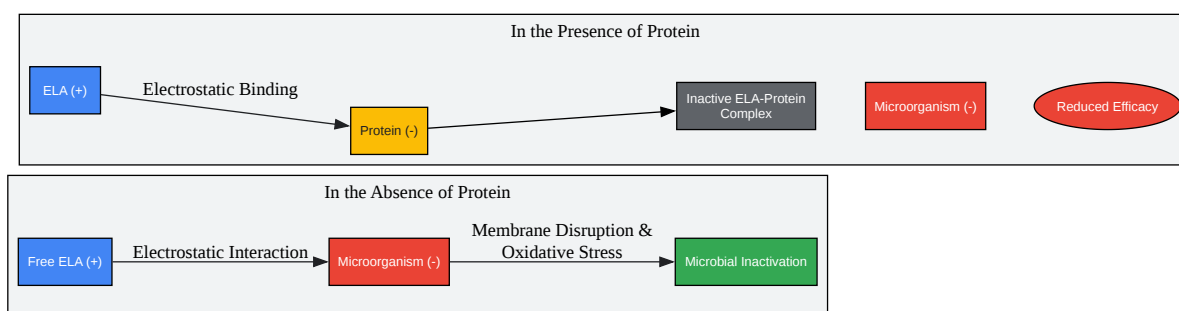 In the Presence of Protein
ELA (+)
Electrostatic Binding
Protein (-)
Inactive ELA-Protein
Complex
Microorganism (-)
Reduced Efficacy
In the Absence of Protein
Free ELA (+)
Electrostatic Interaction
Microorganism (-)
Membrane Disruption &
Oxidative Stress
Microbial Inactivation